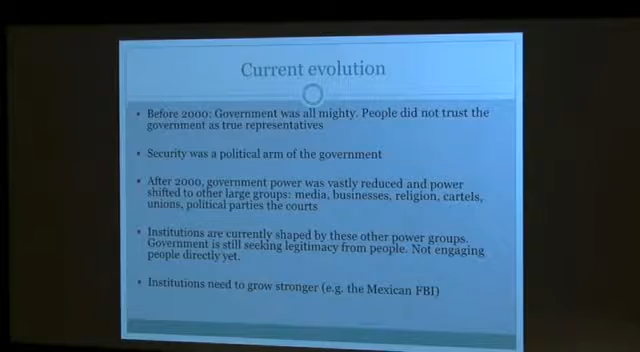 Current evolution
• Before 2000: Government was all mighty. People did not trust the
government as true representatives
• Security was a political arm of the government
• After 2000, government power was vastly reduced and power
shifted to other large groups: media, businesses, religion, cartels,
unions, political parties the courts
• Institutions are currently shaped by these other power groups.
Government is still seeking legitimacy from people. Not engaging
people directly yet.
• Institutions need to grow stronger (e.g. the Mexican FBI)